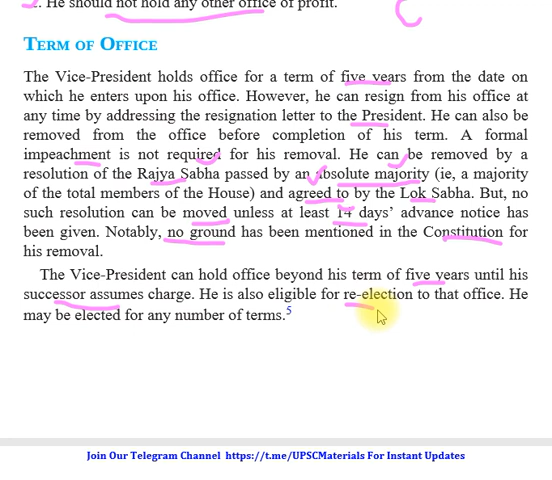 2. He should not hold any other office of profit.
TERM OF OFFICE
The Vice-President holds office for a term of five years from the date on
which he enters upon his office. However, he can resign from his office at
any time by addressing the resignation letter to the President. He can also be
removed from the office before completion of his term. A formal
impeachment is not required for his removal. He can be removed by a
resolution of the Rajya Sabha passed by an absolute majority (ie, a majority
of the total members of the House) and agreed to by the Lok Sabha. But, no
such resolution can be moved unless at least 14 days’ advance notice has
been given. Notably, no ground has been mentioned in the Constitution for
his removal.
The Vice-President can hold office beyond his term of five years until his
successor assumes charge. He is also eligible for re-election to that office. He
may be elected for any number of terms.5
Join Our Telegram Channel https://t.me/UPSCMaterials For Instant Updates